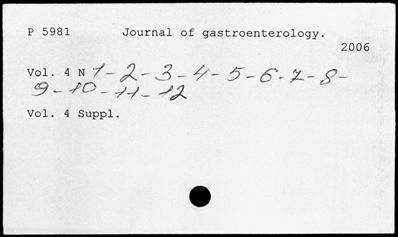 P 5981 Journal of gastroenterology.
2006
Vol. 4 N 1-2-3-4-5-6-7-8-
9-10-11-12
Vol. 4 Suppl.